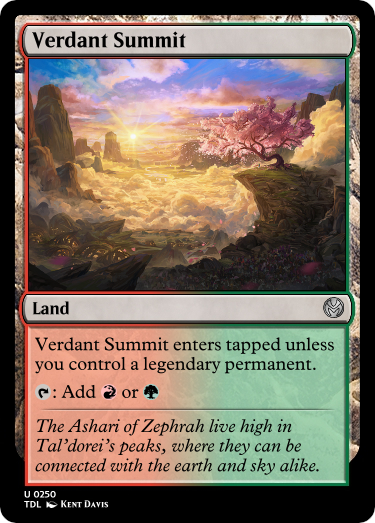 Verdant Summit
Land
Verdant Summit enters tapped unless
you control a legendary permanent.
: Add or
The Ashari of Zephrah live high in
Tal'dorei's peaks, where they can be
connected with the earth and sky alike.
U 0250
TDL Kent Davis